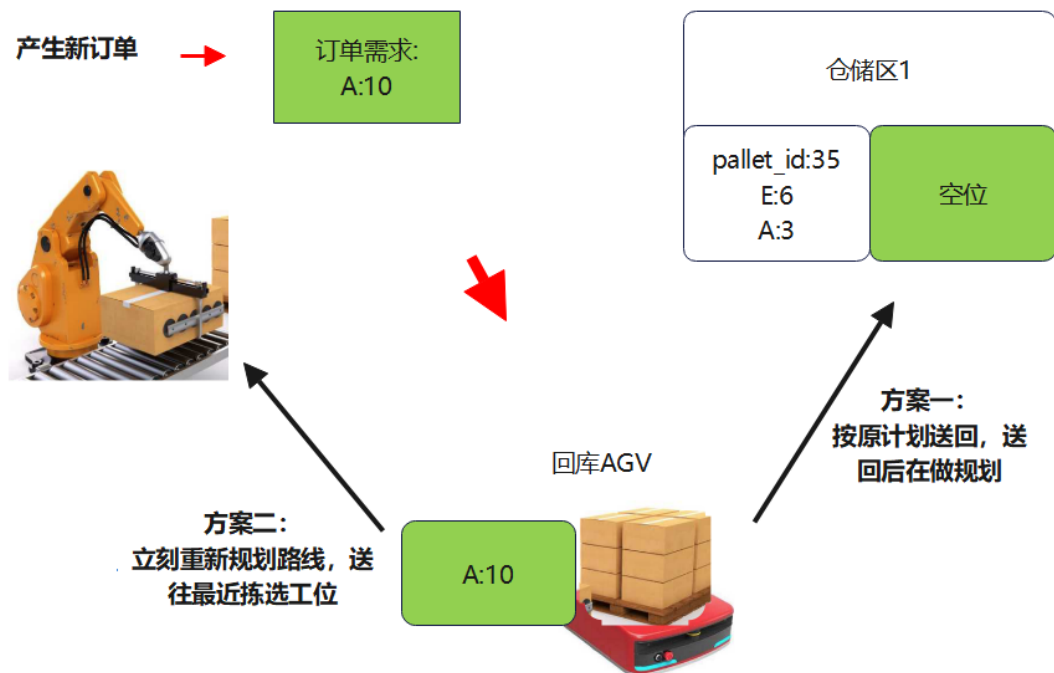 产生新订单
订单需求:
A:10
仓储区1
pallet_id:35
E:6
A:3
空位
方案一：
按原计划送回，送
回后在做规划
回库AGV
方案二：
立刻重新规划路线，送
往最近拣选工位
A:10